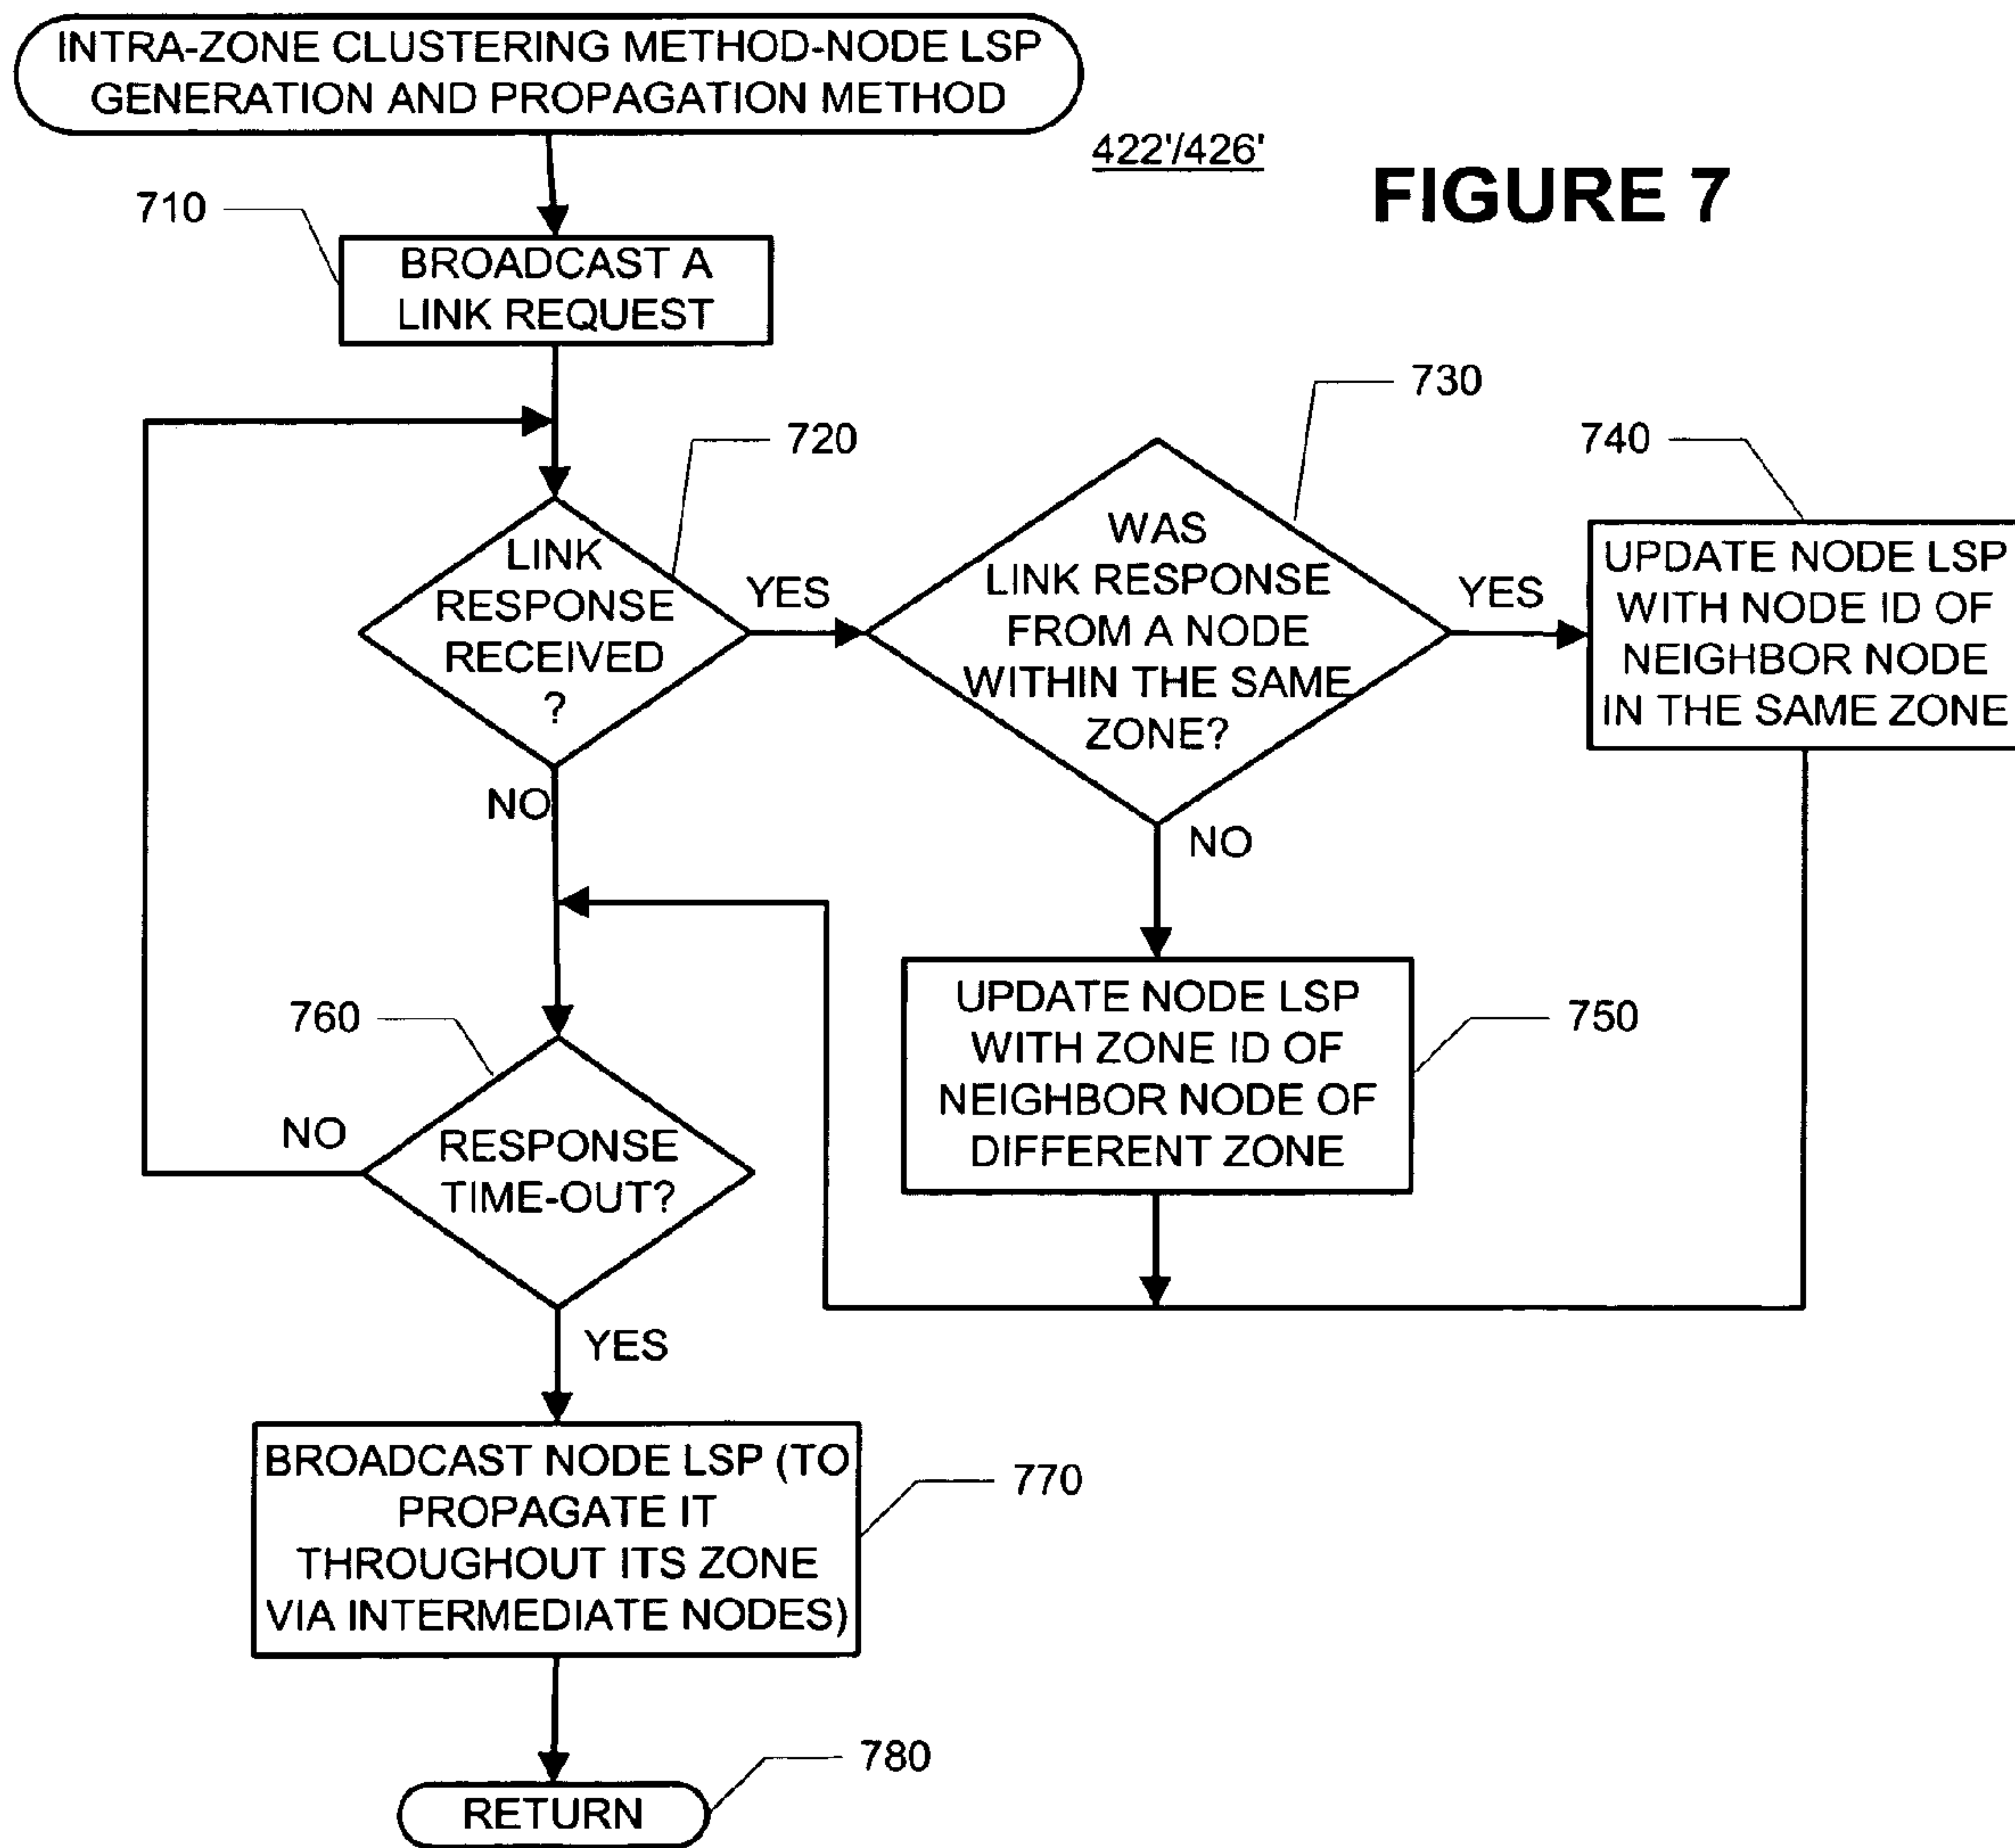 INTRA-ZONE CLUSTERING METHOD-NODE LSP
GENERATION AND PROPAGATION METHOD
422'/426'
FIGURE 7
710
BROADCAST A
LINK REQUEST
720
LINK
RESPONSE
RECEIVED
?
YES
NO
730
WAS
LINK RESPONSE
FROM A NODE
WITHIN THE SAME
ZONE?
YES
NO
740
UPDATE NODE LSP
WITH NODE ID OF
NEIGHBOR NODE
IN THE SAME ZONE
750
UPDATE NODE LSP
WITH ZONE ID OF
NEIGHBOR NODE OF
DIFFERENT ZONE
760
RESPONSE
TIME-OUT?
NO
YES
770
BROADCAST NODE LSP (TO
PROPAGATE IT
THROUGHOUT ITS ZONE
VIA INTERMEDIATE NODES)
780
RETURN